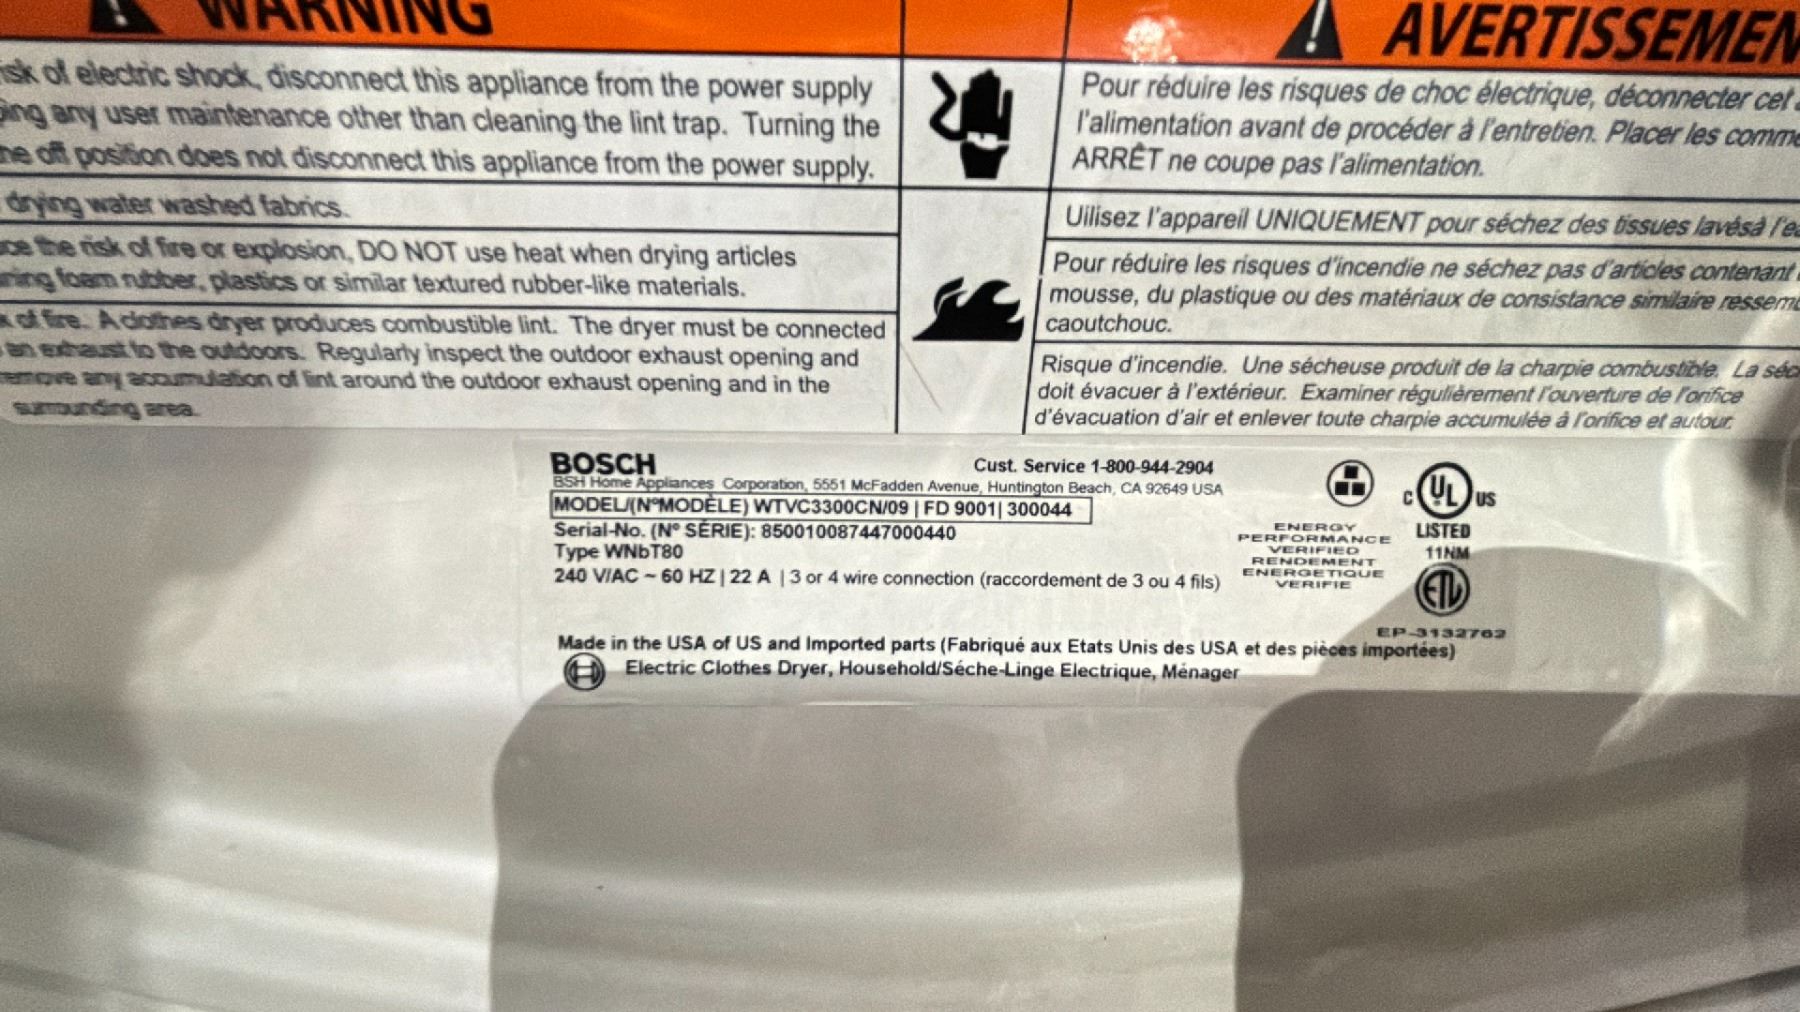 WARNING
isk of electric shock, disconnect this appliance from the power supply
any user maintenance other than cleaning the lint trap. Turning the
off position does not disconnect this appliance from the power supply.
drying water washed fabrics.
the risk of fire or explosion, DO NOT use heat when drying articles
foam rubber, plastics or similar textured rubber-like materials.
of fire. A clothes dryer produces combustible lint. The dryer must be connected
an exhaust to the outdoors. Regularly inspect the outdoor exhaust opening and
remove any accumulation of lint around the outdoor exhaust opening and in the
surrounding area.
AVERTISSEMEN
Pour réduire les risques de choc électrique, déconnecter cet
l'alimentation avant de procéder à l'entretien. Placer les comm
ARRÊT ne coupe pas l'alimentation.
Uilisez l'appareil UNIQUEMENT pour séchez des tissues lavésà l'ea
Pour réduire les risques d'incendie ne séchez pas d'articles contenant
mousse, du plastique ou des matériaux de consistance similaire ressem
caoutchouc.
Risque d'incendie. Une sécheuse produit de la charpie combustible. La séc
doit évacuer à l'extérieur. Examiner régulièrement l'ouverture de l'orifice
d'évacuation d'air et enlever toute charpie accumulée à l'orifice et autour.
BOSCH
Cust. Service 1-800-944-2904
BSH Home Appliances Corporation, 5551 McFadden Avenue, Huntington Beach, CA 92649 USA
MODEL/(N°MODÈLE) WTVC3300CN/09 | FD 9001| 300044
Serial-No. (N° SÉRIE): 850010087447000440
Type WNbT80
240 V/AC ~ 60 HZ | 22 A | 3 or 4 wire connection (raccordement de 3 ou 4 fils)
ENERGY
PERFORMANCE
VERIFIED
RENDEMENT
ENERGETIQUE
VERIFIE
C UL US
LISTED
11NM
ETL
EP-3132762
Made in the USA of US and Imported parts (Fabriqué aux Etats Unis des USA et des pièces importées)
Electric Clothes Dryer, Household/Séche-Linge Electrique, Ménager